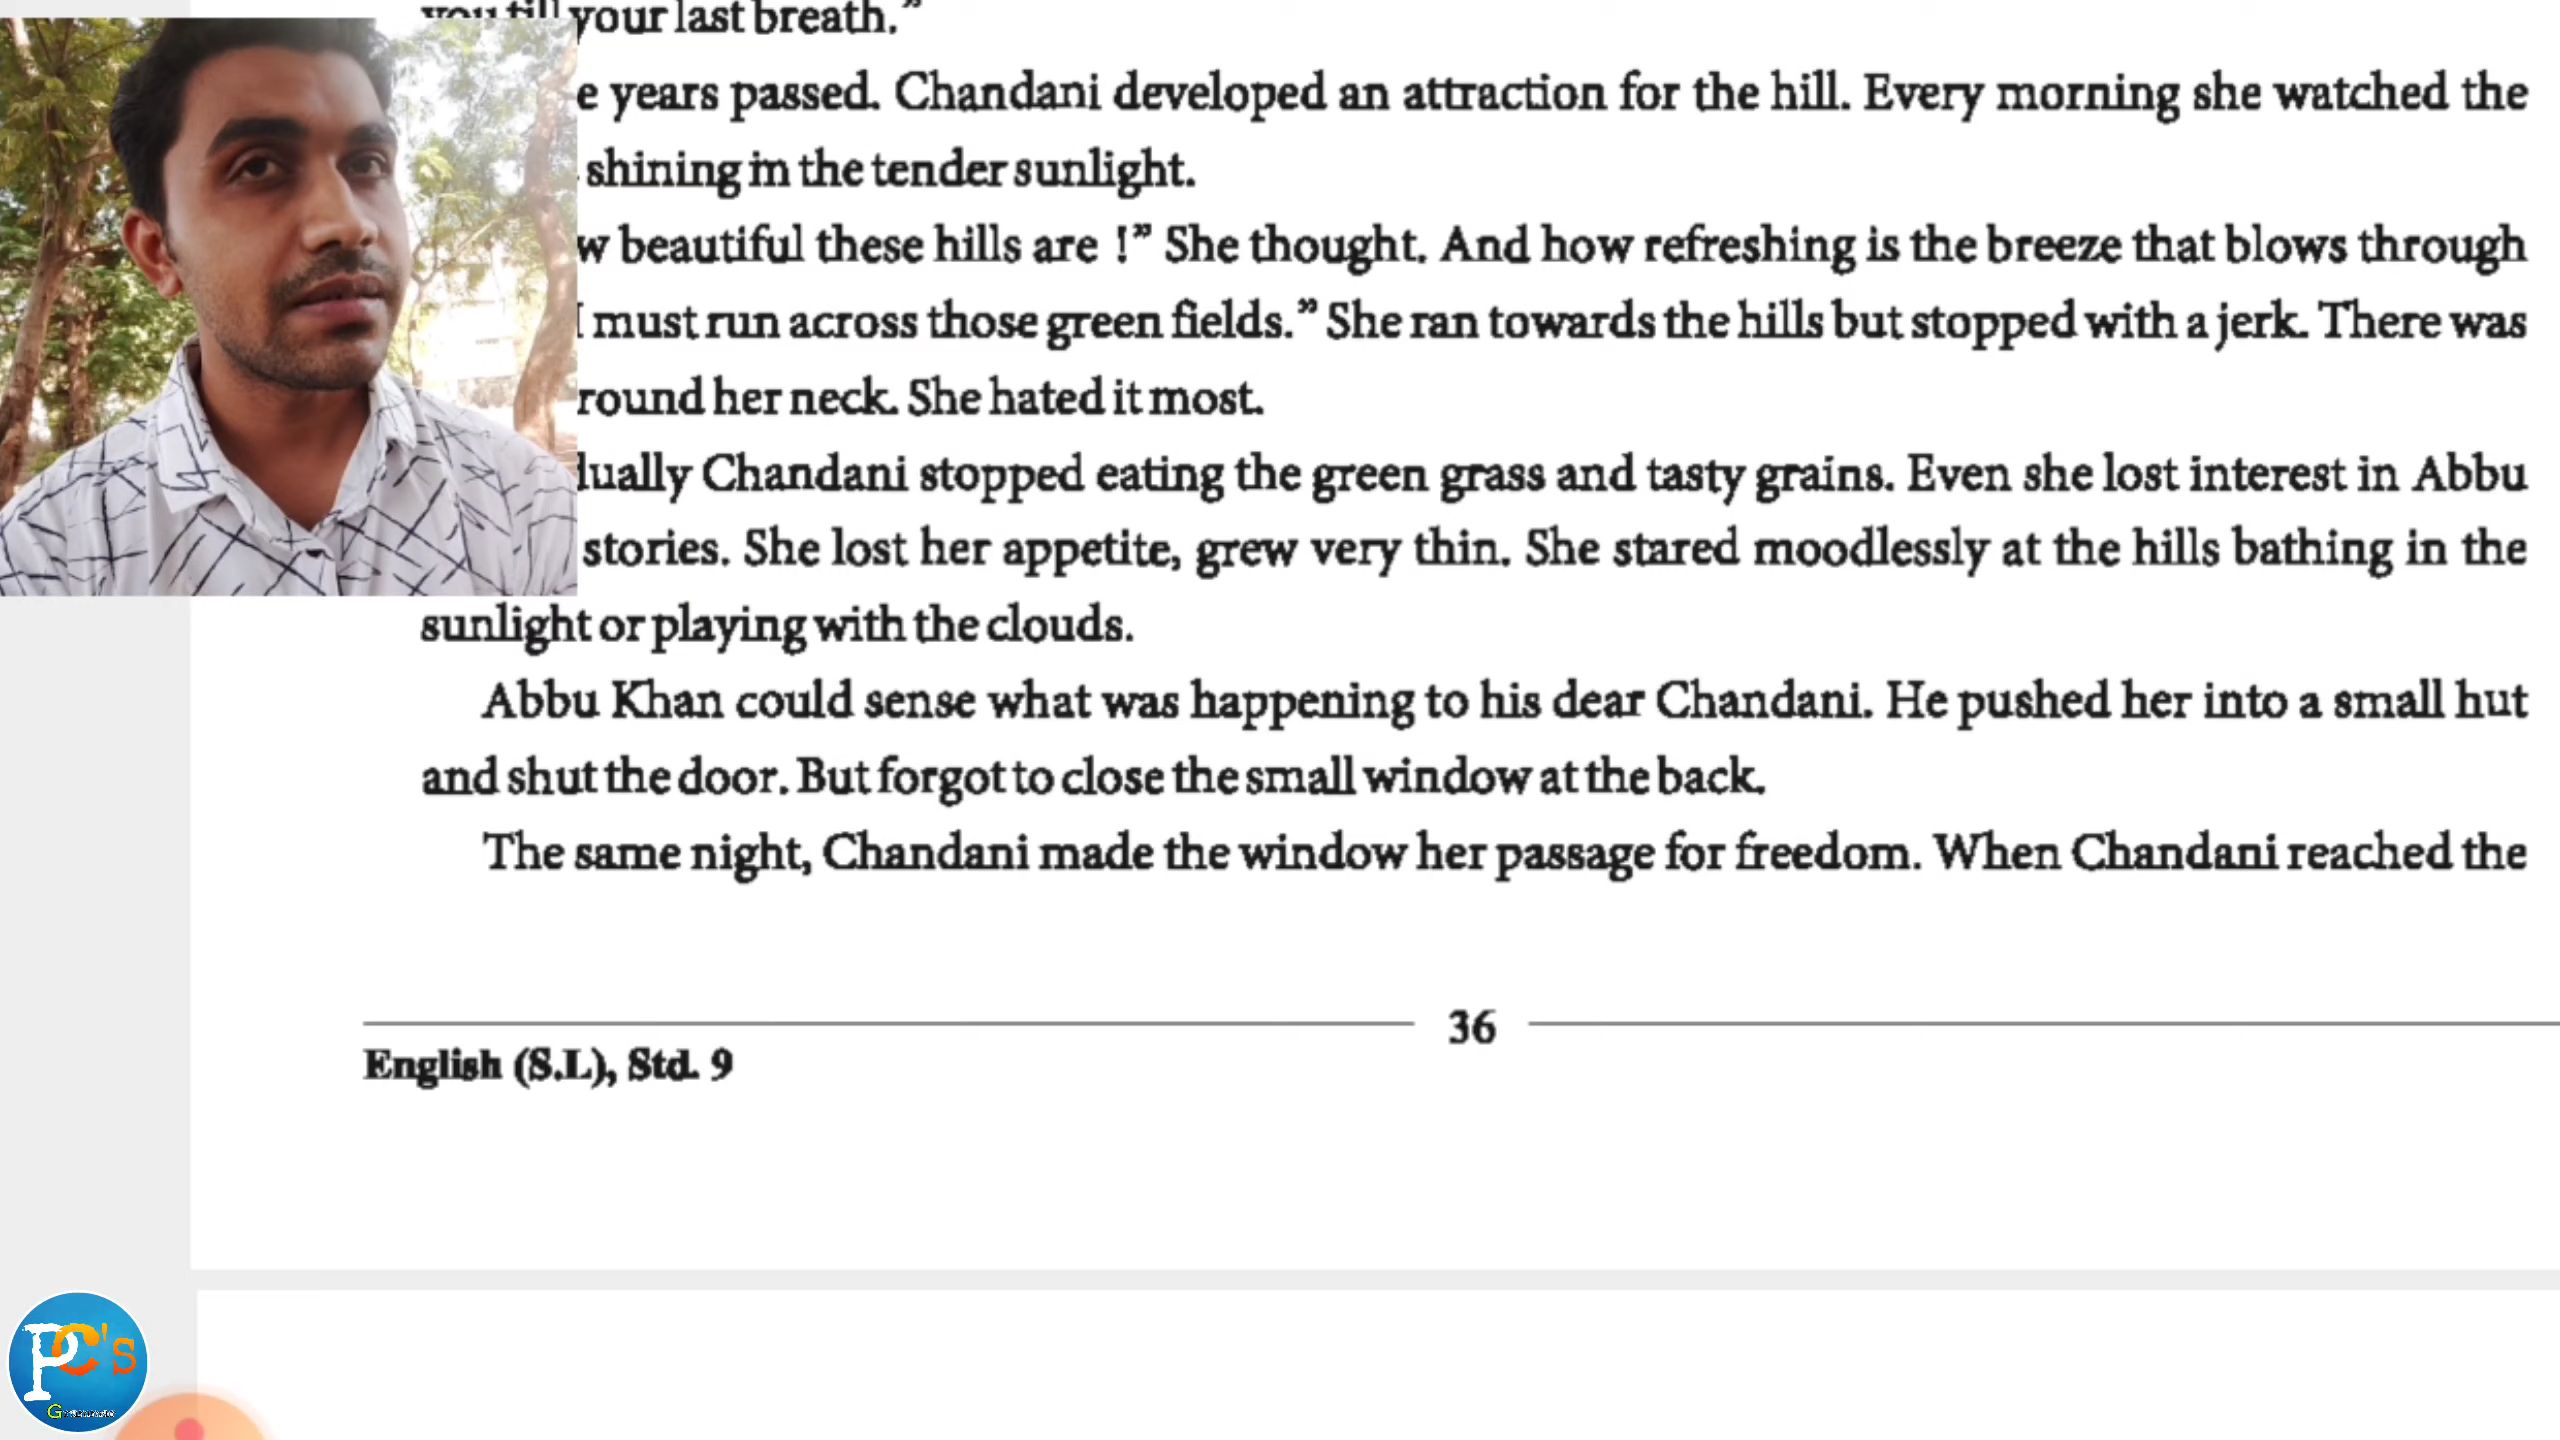 your last breath."
years passed. Chandani developed an attraction for the hill. Every morning she watched the
shining in the tender sunlight.
beautiful these hills are !" She thought. And how refreshing is the breeze that blows through
I must run across those green fields." She ran towards the hills but stopped with a jerk. There was
round her neck. She hated it most.
Chandani stopped eating the green grass and tasty grains. Even she lost interest in Abbu
stories. She lost her appetite, grew very thin. She stared moodlessly at the hills bathing in the
sunlight or playing with the clouds.
Abbu Khan could sense what was happening to his dear Chandani. He pushed her into a small hut
and shut the door. But forgot to close the small window at the back.
The same night, Chandani made the window her passage for freedom. When Chandani reached the
36
English (S.L), Std. 9
PC's